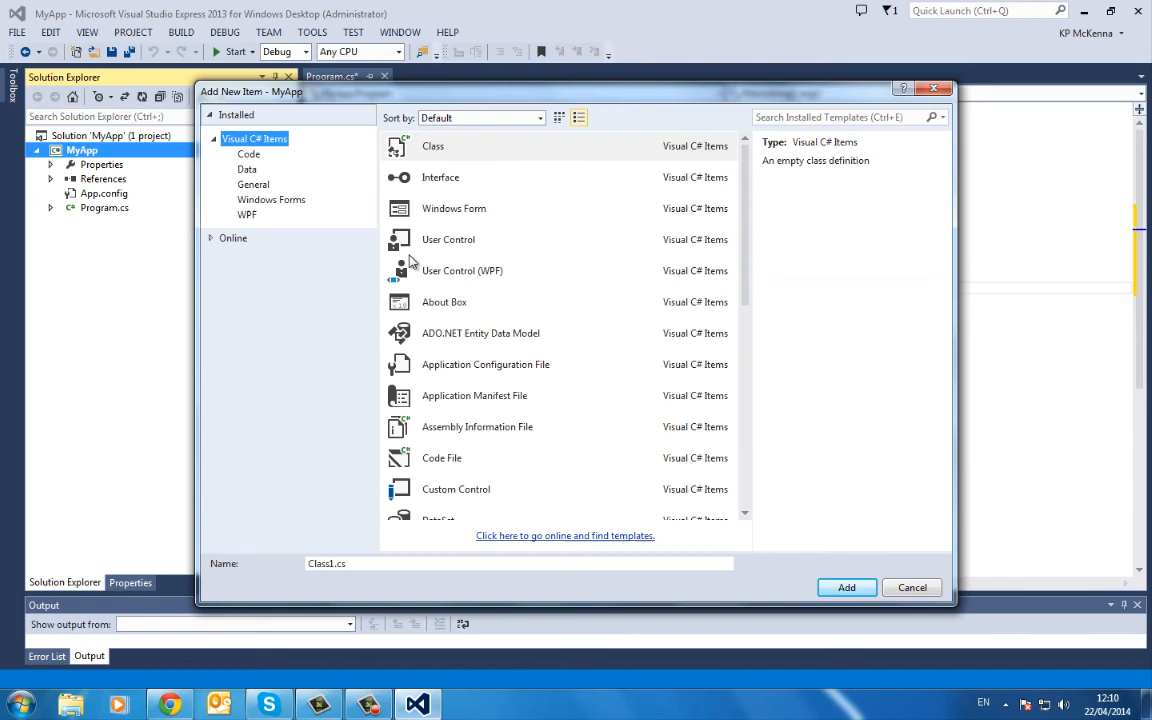 MyApp - Microsoft Visual Studio Express 2013 for Windows Desktop (Administrator)
1
Quick Launch (Ctrl+Q)
FILE EDIT VIEW PROJECT BUILD DEBUG TEAM TOOLS TEST WINDOW HELP
KP McKenna
Start Debug Any CPU
Toolbox
Solution Explorer
Program.cs*
Search Solution Explorer (Ctrl+;)
Solution 'MyApp' (1 project)
MyApp
Properties
References
App.config
Program.cs
Add New Item - MyApp
Installed
Visual C# Items
Code
Data
General
Windows Forms
WPF
Online
Sort by: Default
Search Installed Templates (Ctrl+E)
Class Visual C# Items
Interface Visual C# Items
Windows Form Visual C# Items
User Control Visual C# Items
User Control (WPF) Visual C# Items
About Box Visual C# Items
ADO.NET Entity Data Model Visual C# Items
Application Configuration File Visual C# Items
Application Manifest File Visual C# Items
Assembly Information File Visual C# Items
Code File Visual C# Items
Custom Control Visual C# Items
Type: Visual C# Items
An empty class definition
Click here to go online and find templates.
Name: Class1.cs
Add Cancel
Solution Explorer Properties
Output
Show output from:
Error List Output
EN
12:10
22/04/2014